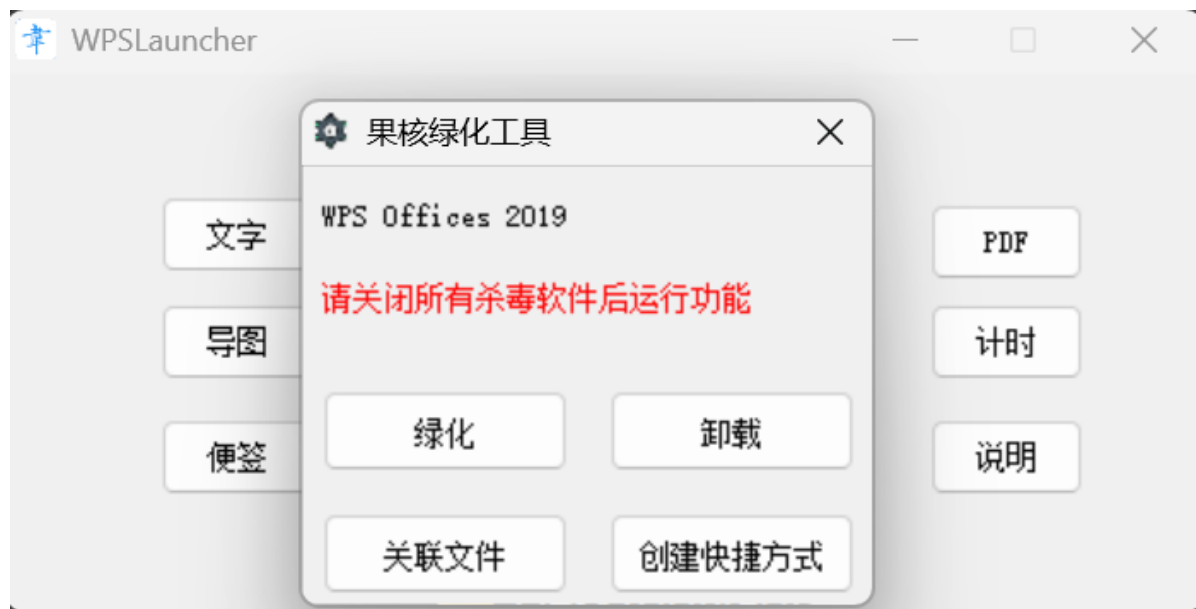 WPSLauncher
果核绿化工具
WPS Offices 2019
请关闭所有杀毒软件后运行功能
文字
PDF
导图
计时
绿化
卸载
便签
说明
关联文件
创建快捷方式